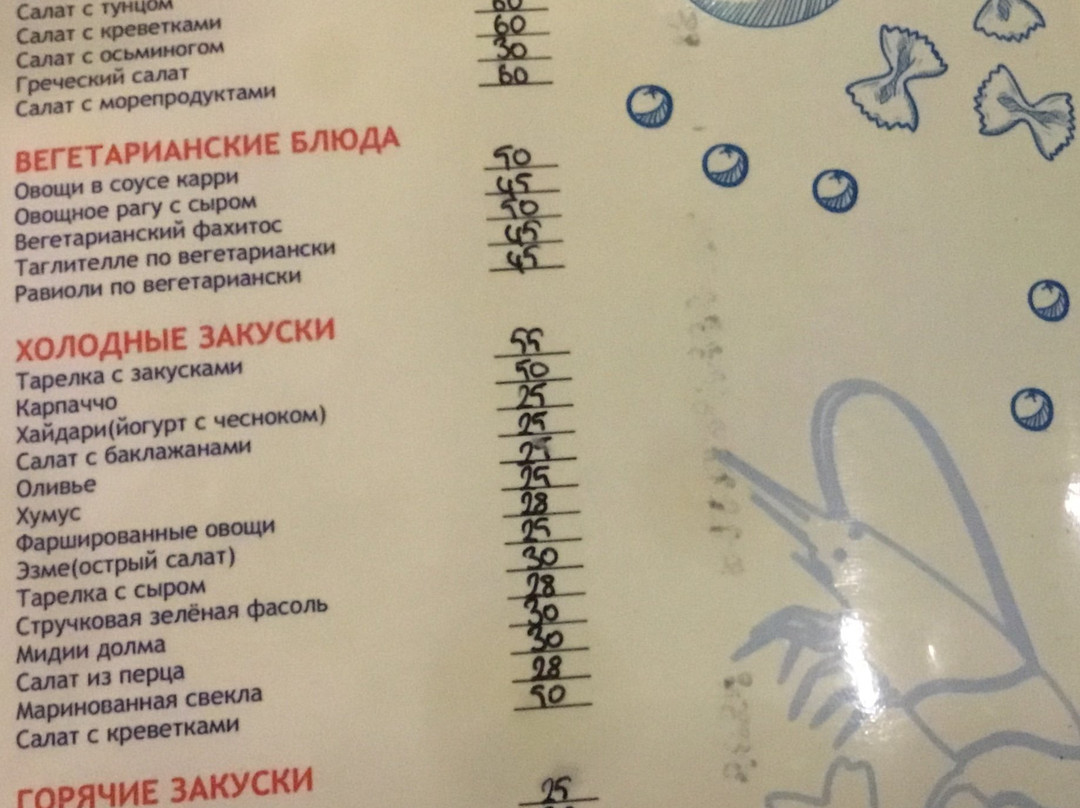 Салат с тунцом
Салат с креветками 60
Салат с осьминогом 60
Греческий салат 30
Салат с морепродуктами 60
ВЕГЕТАРИАНСКИЕ БЛЮДА
Овощи в соусе карри 50
Овощное рагу с сыром 45
Вегетарианский фахитос 50
Таглителле по вегетариански 45
Равиоли по вегетариански 45
ХОЛОДНЫЕ ЗАКУСКИ
Тарелка с закусками 55
Карпаччо 50
Хайдари(йогурт с чесноком) 25
Салат с баклажанами 25
Оливье 25
Хумус 25
Фаршированные овощи 28
Эзме(острый салат) 25
Тарелка с сыром 30
Стручковая зелёная фасоль 28
Мидии долма 30
Салат из перца 30
Маринованная свекла 28
Салат с креветками 50
ГОРЯЧИЕ ЗАКУСКИ
25